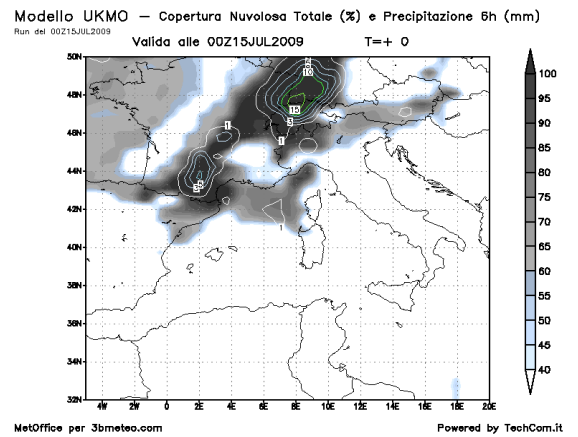 Modello UKMO – Copertura Nuvolosa Totale (%) e Precipitazione 6h (mm)
Run del 00Z15JUL2009
Valida alle 00Z15JUL2009 T=+ 0
50N
48N
46N
44N
42N
40N
38N
36N
34N
32N
4W 2W 0 2E 4E 6E 8E 10E 12E 14E 16E 18E 20E
10
15
5
1
1
1
100
95
90
85
80
75
70
65
60
55
50
45
40
MetOffice per 3bmeteo.com
Powered by TechCom.it